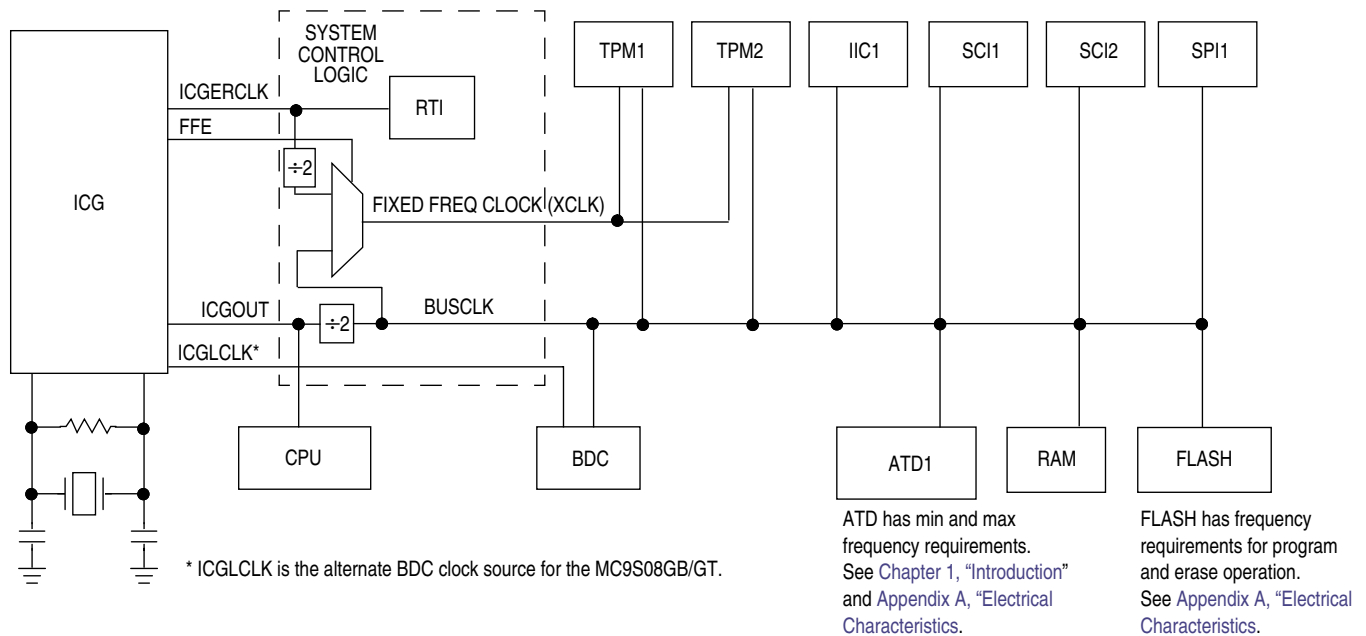 SYSTEM
CONTROL
LOGIC
TPM1
TPM2
IIC1
SCI1
SCI2
SPI1
ICGERCLK
RTI
FFE
÷2
ICG
FIXED FREQ CLOCK (XCLK)
ICGOUT
÷2
BUSCLK
ICGLCLK*
CPU
BDC
ATD1
RAM
FLASH
ATD has min and max
frequency requirements.
See Chapter 1, “Introduction”
and Appendix A, “Electrical
Characteristics.
FLASH has frequency
requirements for program
and erase operation.
See Appendix A, “Electrical
Characteristics.
* ICGLCLK is the alternate BDC clock source for the MC9S08GB/GT.